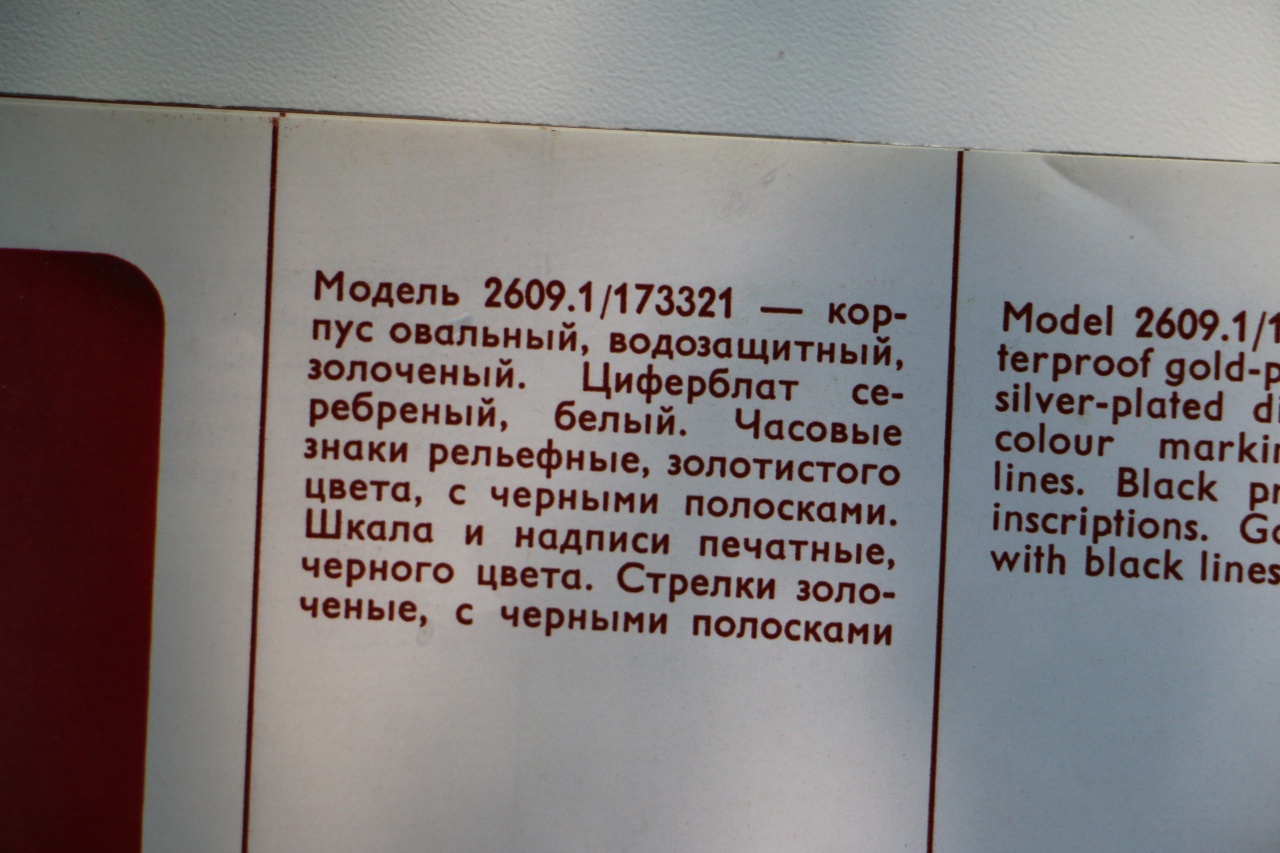 Модель 2609.1/173321 — кор-
пус овальный, водозащитный,
золоченый. Циферблат се-
ребреный, белый. Часовые
знаки рельефные, золотистого
цвета, с черными полосками.
Шкала и надписи печатные,
черного цвета. Стрелки золо-
ченые, с черными полосками
Model 2609.1/1
terproof gold-p
silver-plated di
colour markin
lines. Black pr
inscriptions. Go
with black lines